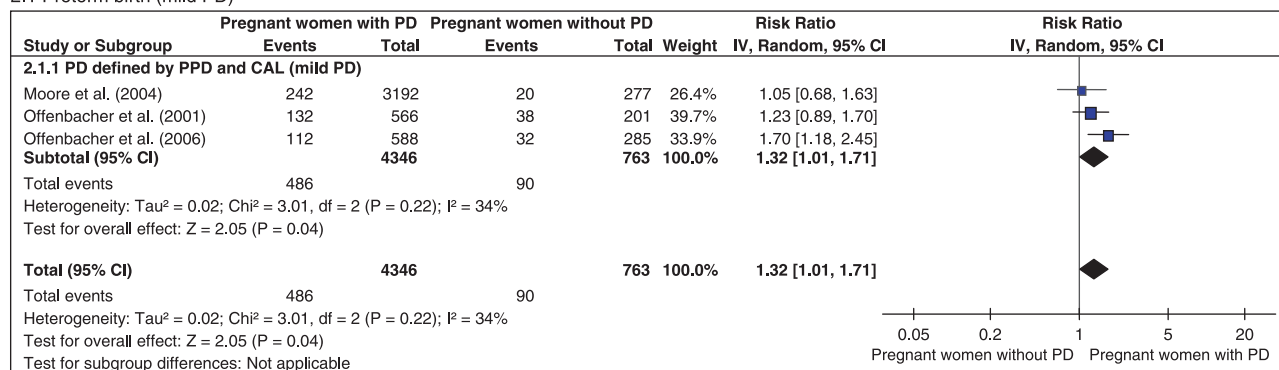 Pregnant women with PD Pregnant women without PD Risk Ratio Risk Ratio
Study or Subgroup Events Total Events Total Weight IV, Random, 95% CI IV, Random, 95% CI
2.1.1 PD defined by PPD and CAL (mild PD)
Moore et al. (2004) 242 3192 20 277 26.4% 1.05 [0.68, 1.63]
Offenbacher et al. (2001) 132 566 38 201 39.7% 1.23 [0.89, 1.70]
Offenbacher et al. (2006) 112 588 32 285 33.9% 1.70 [1.18, 2.45]
Subtotal (95% CI) 4346 763 100.0% 1.32 [1.01, 1.71]
Total events 486 90
Heterogeneity: Tau² = 0.02; Chi² = 3.01, df = 2 (P = 0.22); I² = 34%
Test for overall effect: Z = 2.05 (P = 0.04)
Total (95% CI) 4346 763 100.0% 1.32 [1.01, 1.71]
Total events 486 90
Heterogeneity: Tau² = 0.02; Chi² = 3.01, df = 2 (P = 0.22); I² = 34%
Test for overall effect: Z = 2.05 (P = 0.04)
Test for subgroup differences: Not applicable
0.05 0.2 1 5 20
Pregnant women without PD Pregnant women with PD